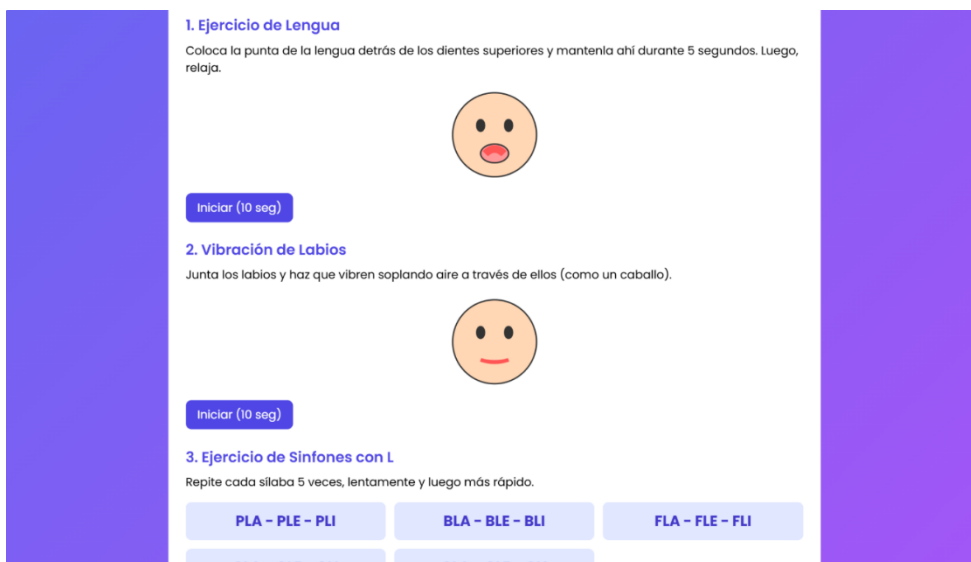 1. Ejercicio de Lengua
Coloca la punta de la lengua detrás de los dientes superiores y mantenla ahí durante 5 segundos. Luego,
relaja.
Iniciar (10 seg)
2. Vibración de Labios
Junta los labios y haz que vibren soplando aire a través de ellos (como un caballo).
Iniciar (10 seg)
3. Ejercicio de Sinfones con L
Repite cada sílaba 5 veces, lentamente y luego más rápido.
PLA - PLE - PLI
BLA - BLE - BLI
FLA - FLE - FLI